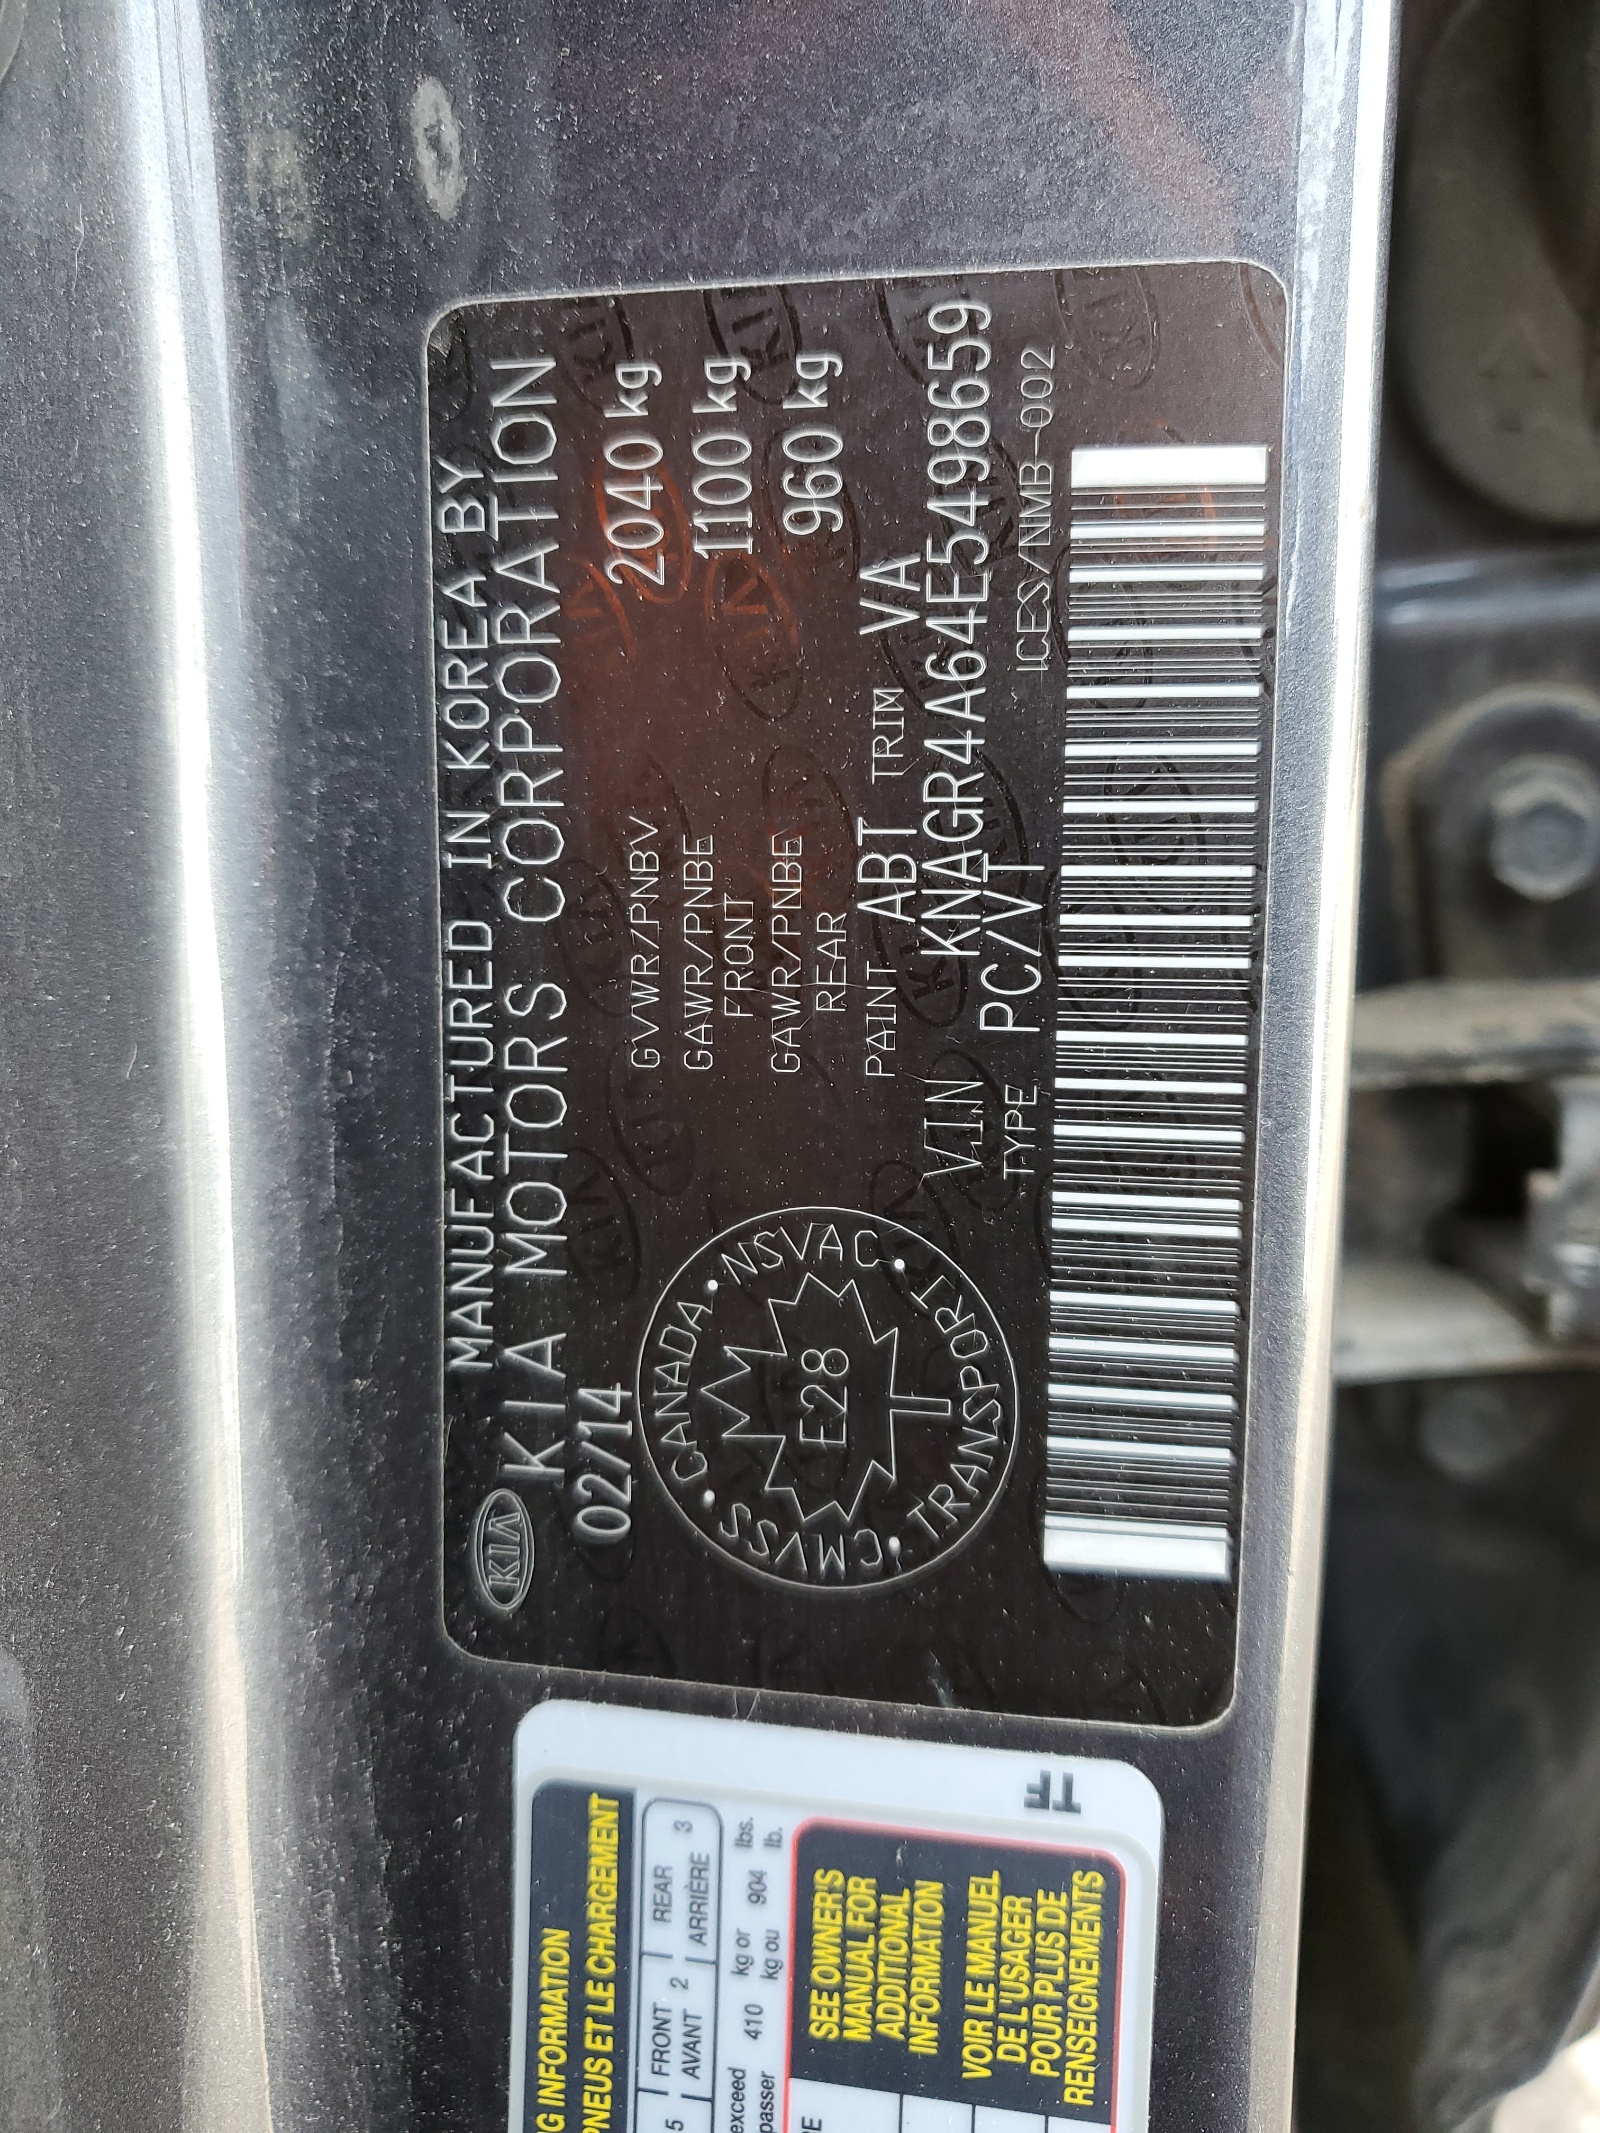 KIA
MANUFACTURED IN KOREA BY
KIA MOTORS CORPORATION
02/14
GVWR/PNBV 2040 kg
GAWR/PNBE FRONT 1100 kg
GAWR/PNBE REAR 960 kg
PAINT ABT TRIM VA
V.I.N KNAGR4A64E5498659
TYPE PC/VT ICES/NMB-002
CANADA • NSVAC • TRANSPORT • CMVSS •
E28
NG INFORMATION
PNEUS ET LE CHARGEMENT
5 FRONT 2 REAR 3
AVANT ARRIÈRE
exceed 410 kg or 904 lbs.
passer kg ou lb.
SEE OWNER'S
MANUAL FOR
ADDITIONAL
INFORMATION
VOIR LE MANUEL
DE L'USAGER
POUR PLUS DE
RENSEIGNEMENTS